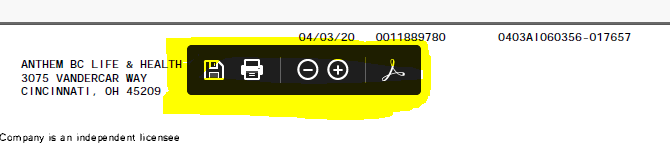 04/03/20 0011889780 0403AI060356-017657
ANTHEM BC LIFE & HEALTH
3075 VANDERCAR WAY
CINCINNATI, OH 45209
Company is an independent licensee